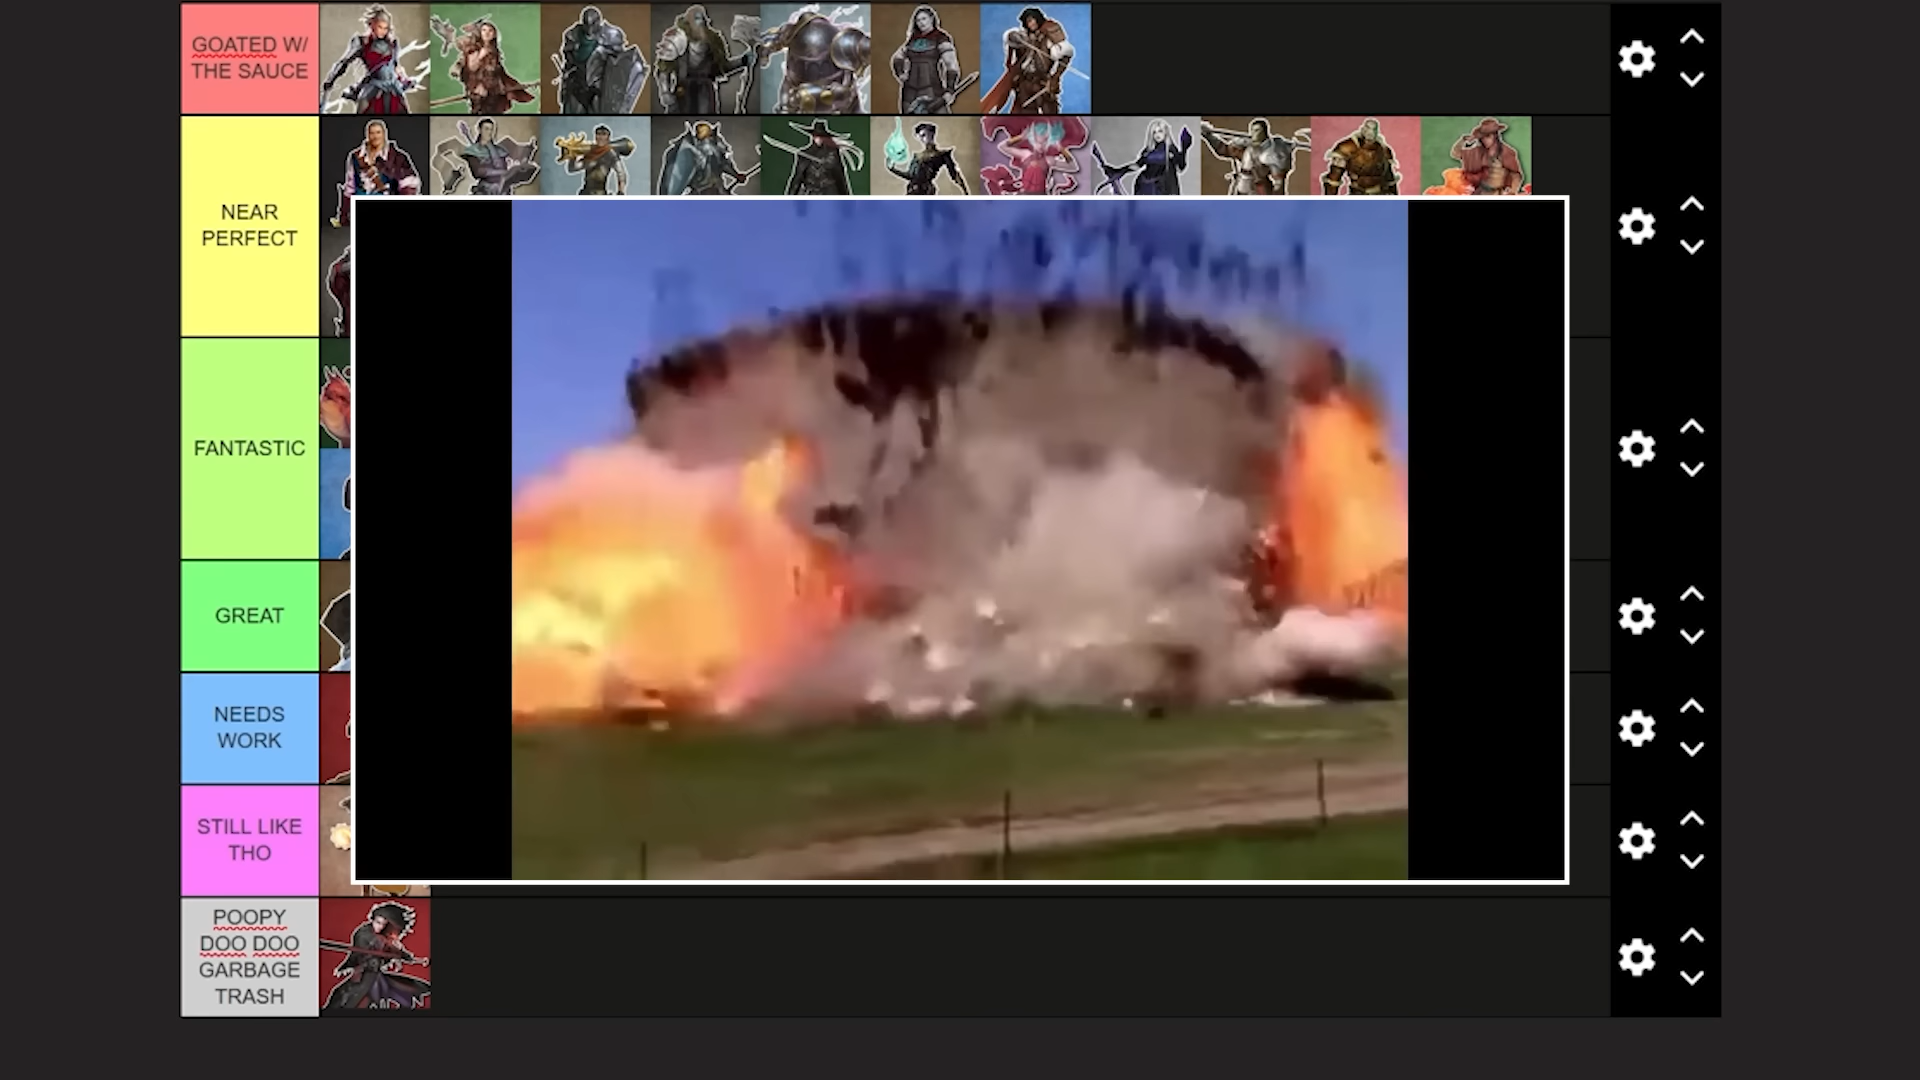 GOATED W/
THE SAUCE
NEAR
PERFECT
FANTASTIC
GREAT
NEEDS
WORK
STILL LIKE
THO
POOPY
DOO DOO
GARBAGE
TRASH